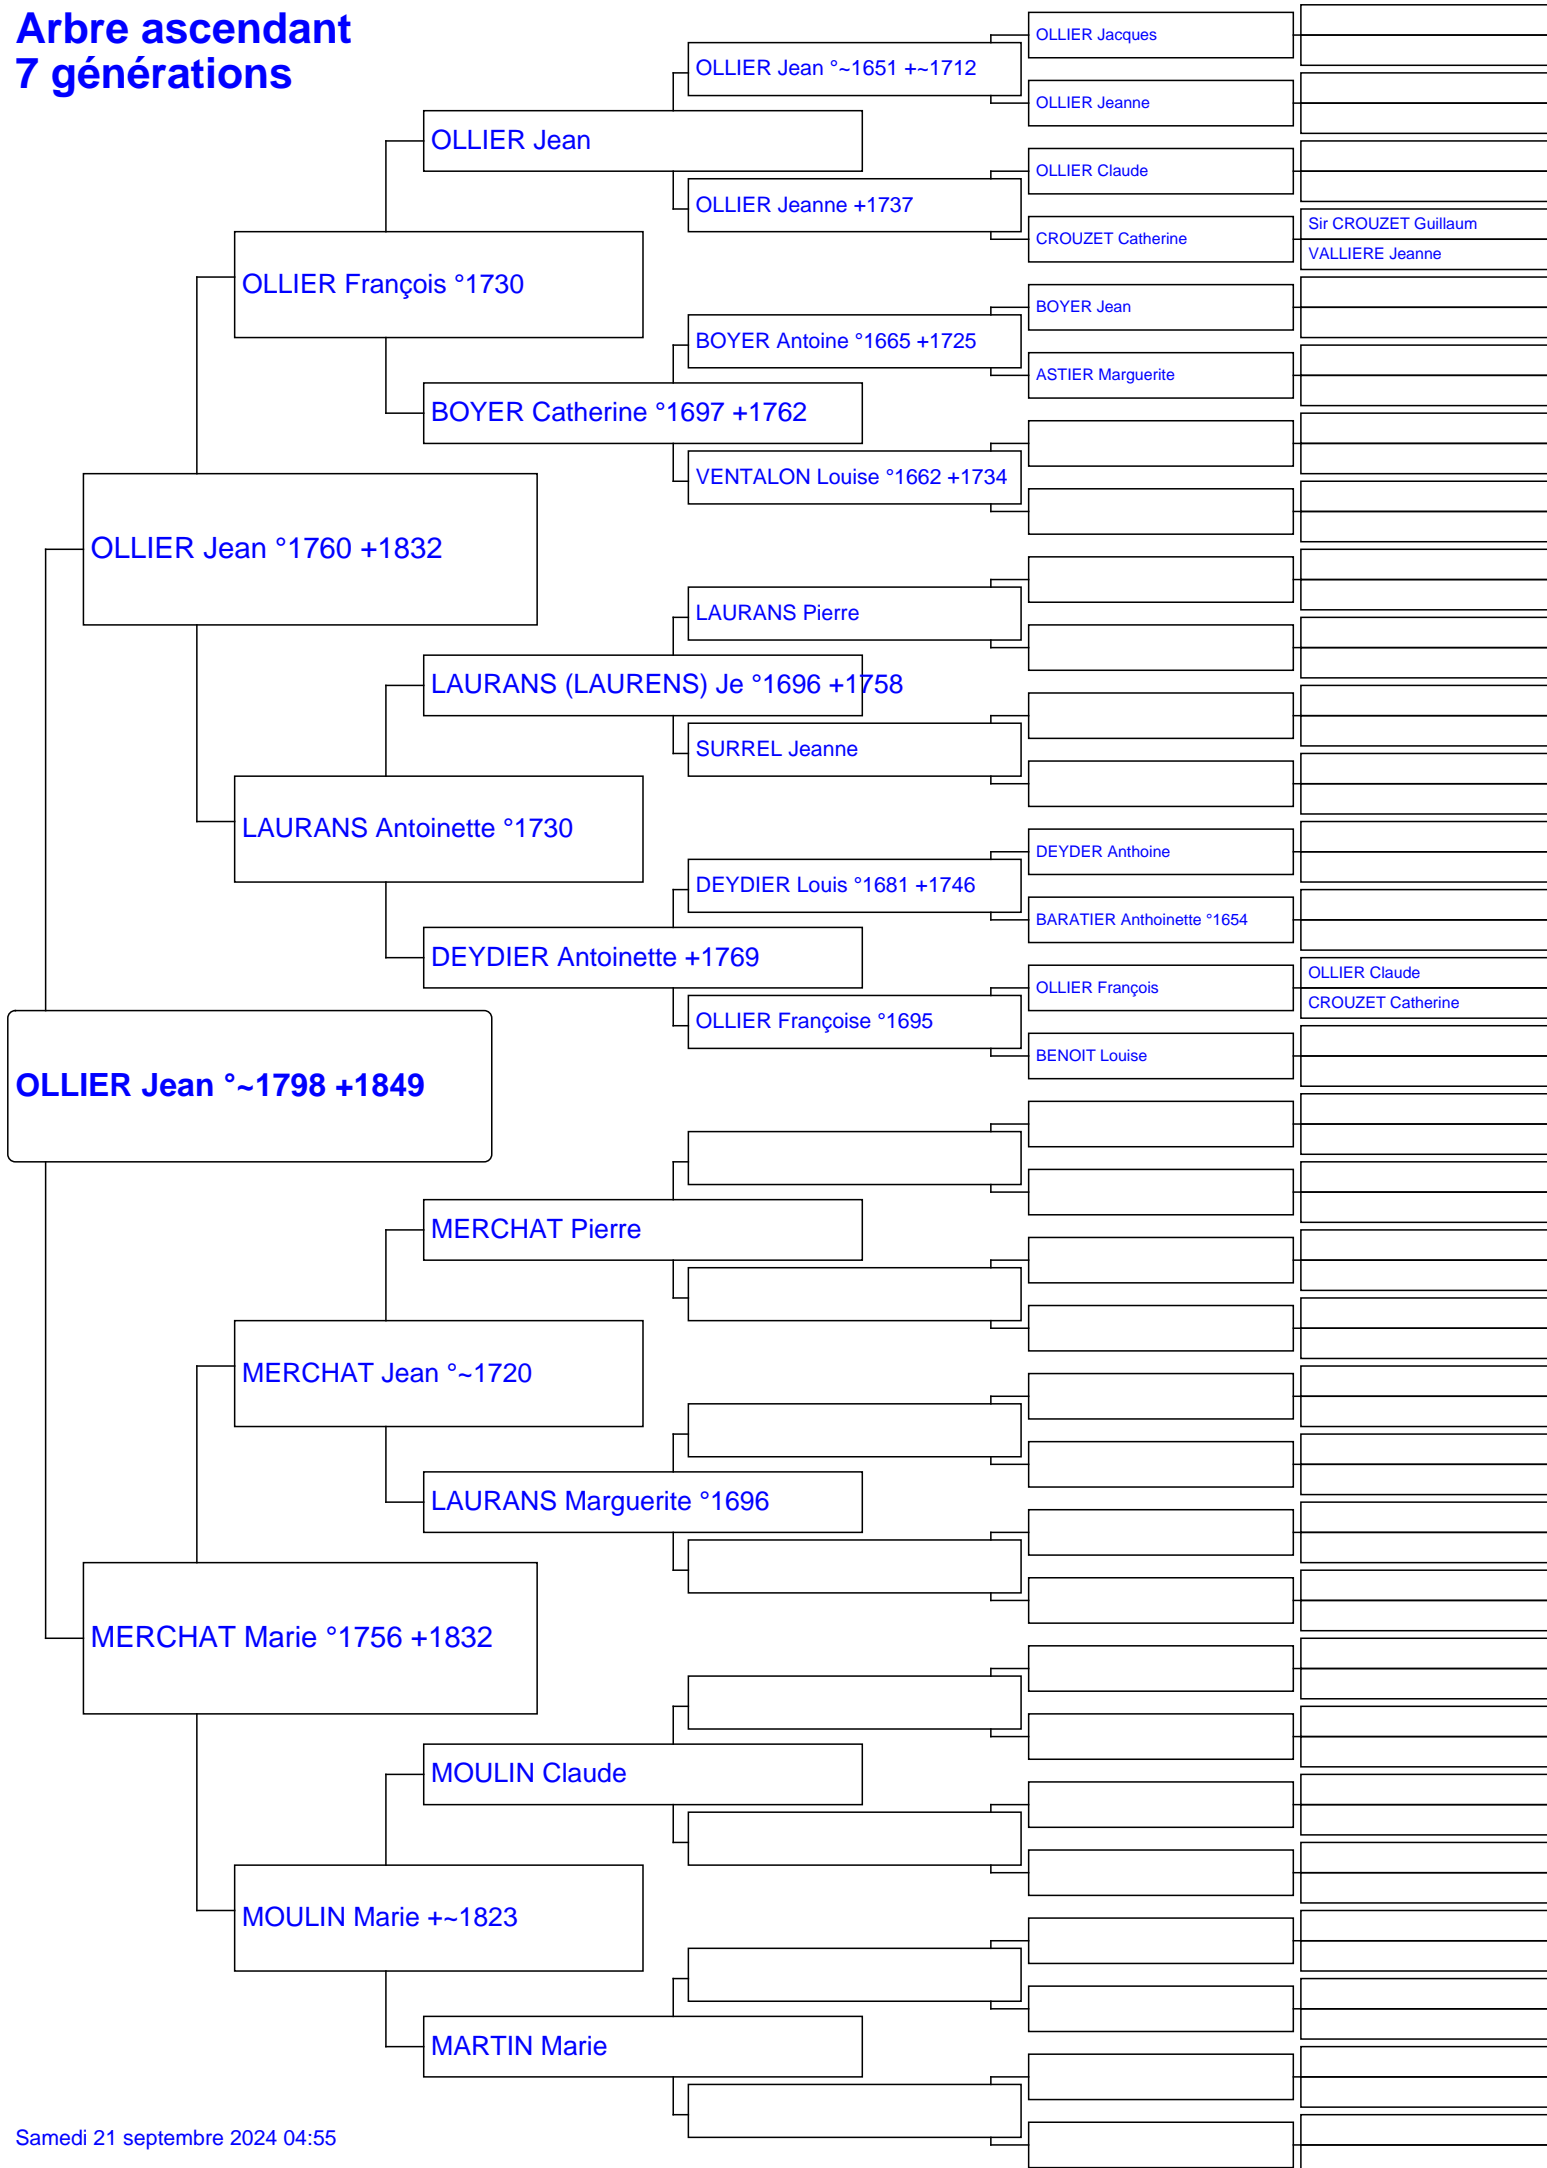 Arbre ascendant
7 générations
OLLIER Jacques
OLLIER Jean °~1651 +~1712
OLLIER Jeanne
OLLIER Jean
OLLIER Claude
OLLIER Jeanne +1737
Sir CROUZET Guillaum
CROUZET Catherine
VALLIERE Jeanne
OLLIER François °1730
BOYER Jean
BOYER Antoine °1665 +1725
ASTIER Marguerite
BOYER Catherine °1697 +1762
VENTALON Louise °1662 +1734
OLLIER Jean °1760 +1832
LAURANS Pierre
LAURANS (LAURENS) Je °1696 +1758
SURREL Jeanne
LAURANS Antoinette °1730
DEYDER Anthoine
DEYDIER Louis °1681 +1746
BARATIER Anthoinette °1654
DEYDIER Antoinette +1769
OLLIER Claude
OLLIER François
CROUZET Catherine
OLLIER Françoise °1695
BENOIT Louise
OLLIER Jean °~1798 +1849
MERCHAT Pierre
MERCHAT Jean °~1720
LAURANS Marguerite °1696
MERCHAT Marie °1756 +1832
MOULIN Claude
MOULIN Marie +~1823
MARTIN Marie
Samedi 21 septembre 2024 04:55